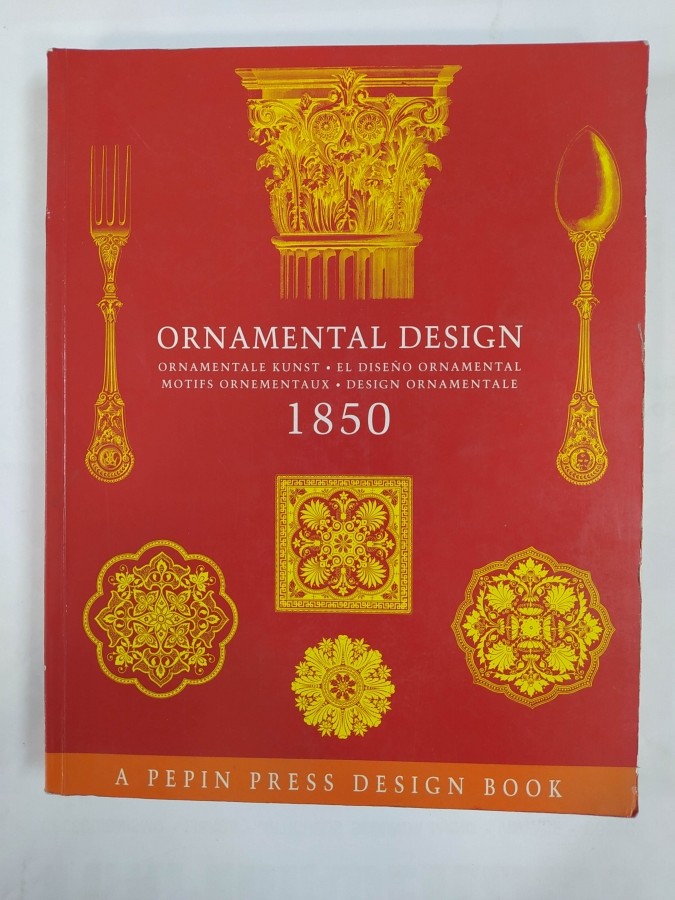 ORNAMENTAL DESIGN
ORNAMENTALE KUNST • EL DISEÑO ORNAMENTAL
MOTIFS ORNEMENTAUX • DESIGN ORNAMENTALE
1850
A PEPIN PRESS DESIGN BOOK